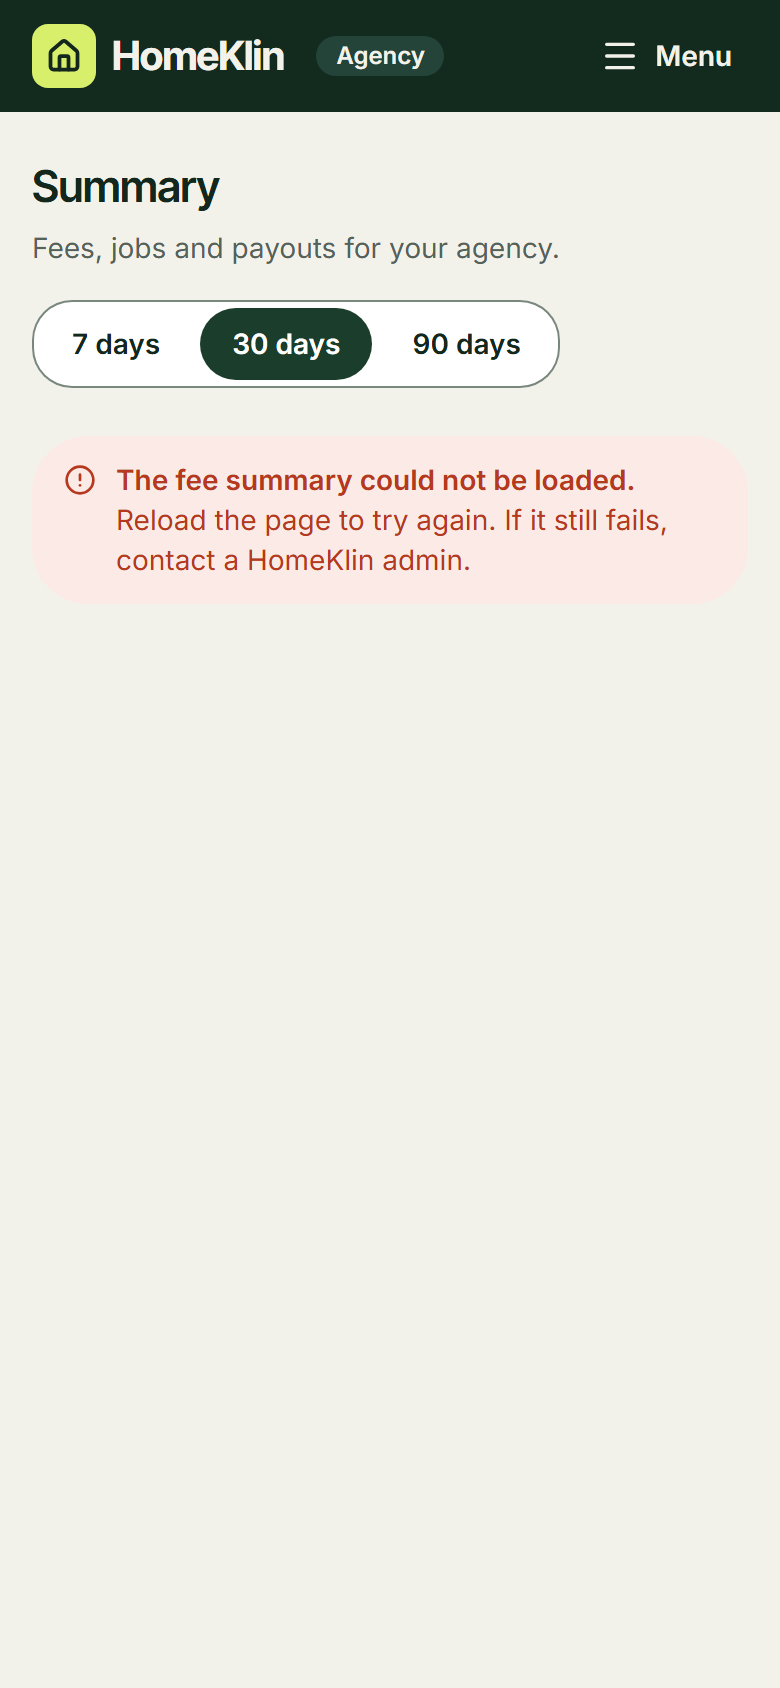 HomeKlin
Agency
Menu
Summary
Fees, jobs and payouts for your agency.
7 days
30 days
90 days
The fee summary could not be loaded.
Reload the page to try again. If it still fails,
contact a HomeKlin admin.